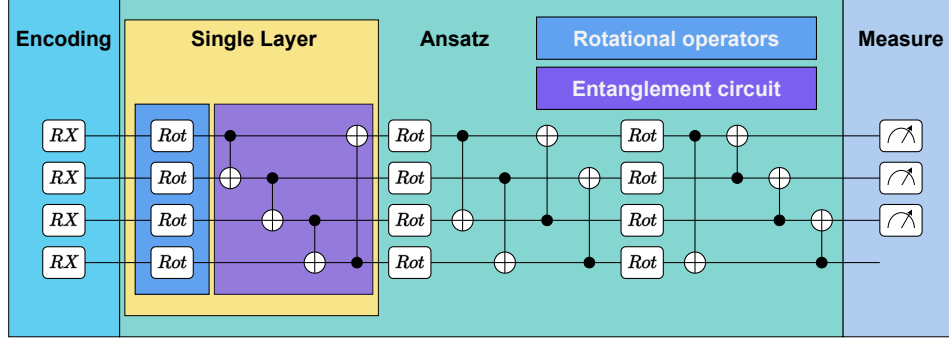 Encoding
Single Layer
Ansatz
Rotational operators
Measure
Entanglement circuit
RX Rot Rot Rot
RX Rot Rot Rot
RX Rot Rot Rot
RX Rot Rot Rot